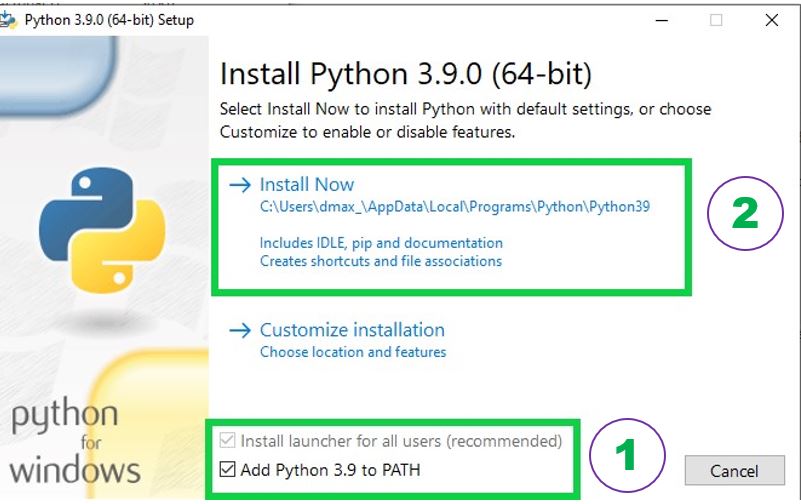 Python 3.9.0 (64-bit) Setup
Install Python 3.9.0 (64-bit)
Select Install Now to install Python with default settings, or choose
Customize to enable or disable features.
Install Now
C:\Users\dmax_\AppData\Local\Programs\Python\Python39
Includes IDLE, pip and documentation
Creates shortcuts and file associations
2
Customize installation
Choose location and features
python
for
windows
Install launcher for all users (recommended)
Add Python 3.9 to PATH
1
Cancel